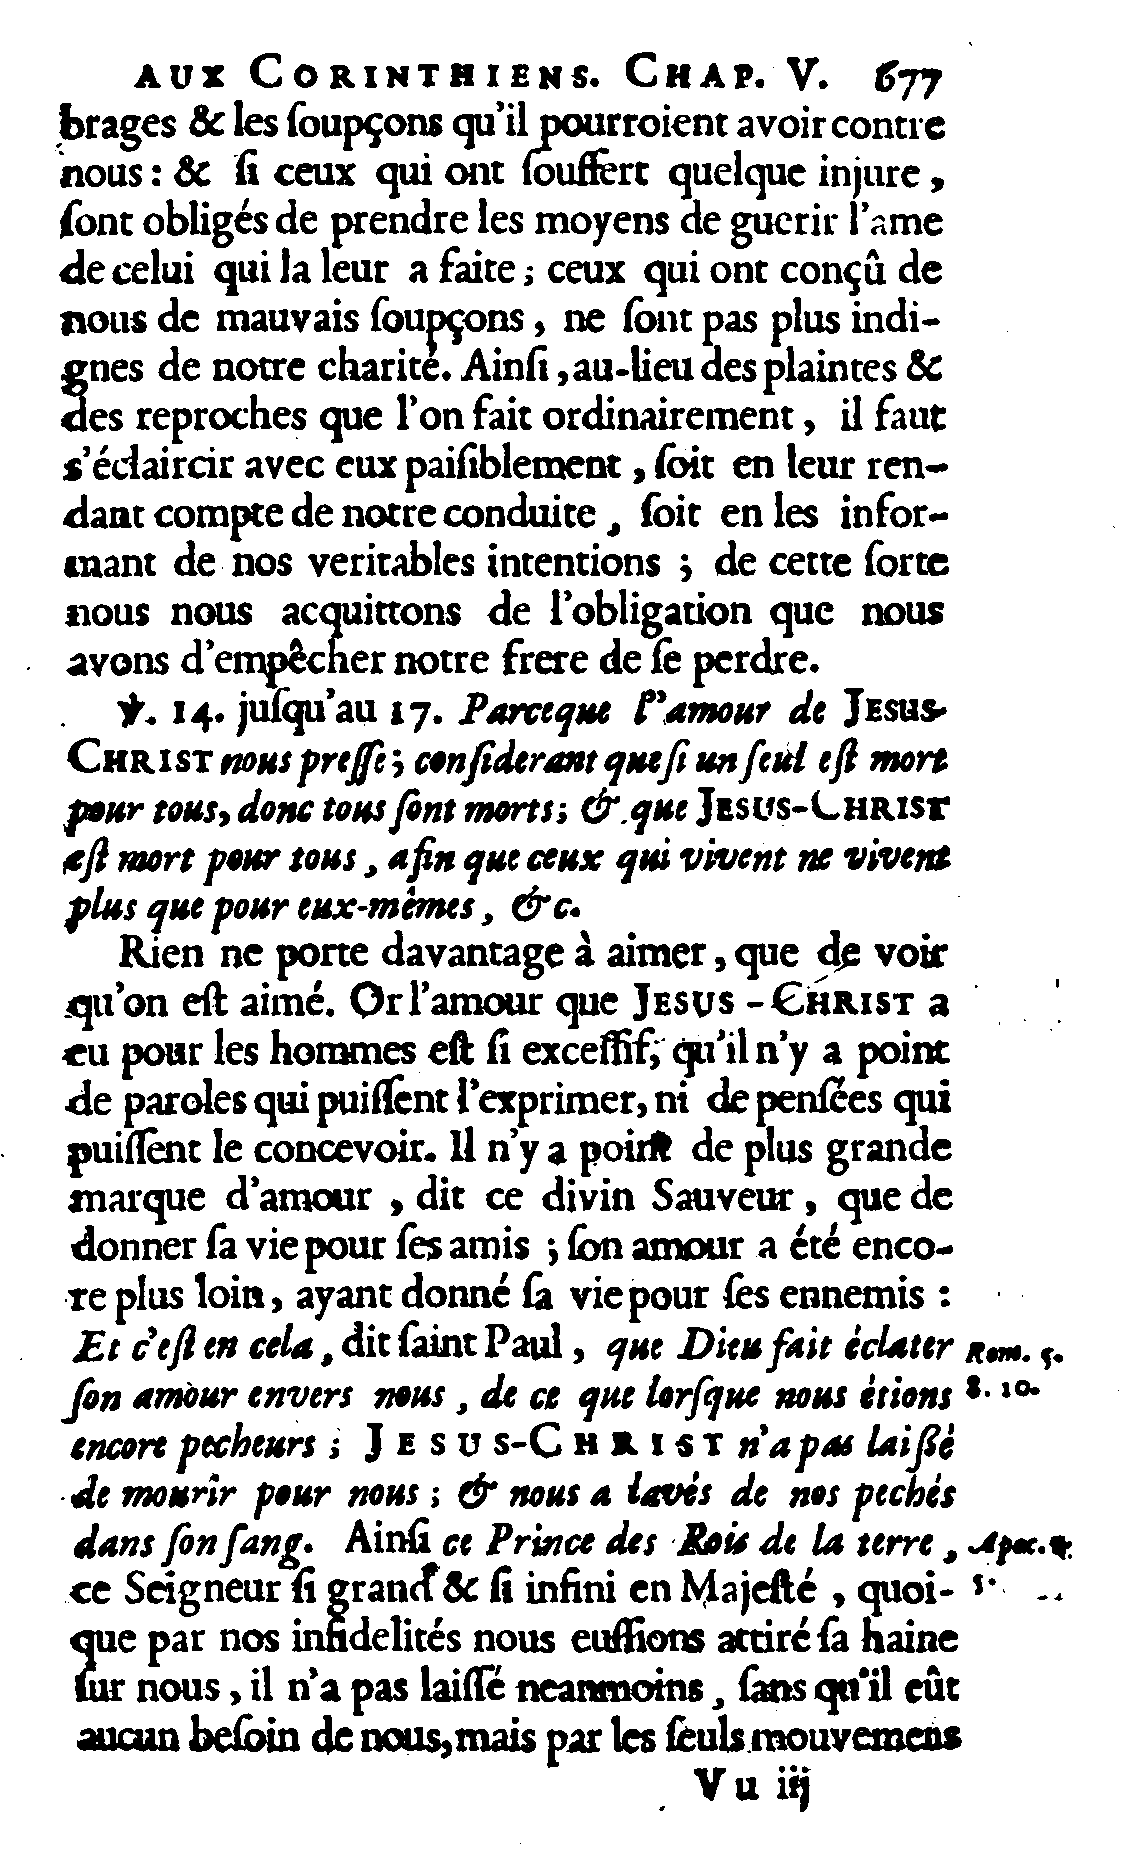 AUX CORINTHIENS. CHAP. V. 677
brages & les ſoupçons qu'il pourroient avoir contre
nous : & ſi ceux qui ont ſouffert quelque injure ,
ſont obligés de prendre les moyens de guerir l'ame
de celui qui la leur a faite ; ceux qui ont conçû de
nous de mauvais ſoupçons , ne ſont pas plus indi-
gnes de notre charité. Ainſi , au-lieu des plaintes &
des reproches que l'on fait ordinairement , il faut
s'éclaircir avec eux paiſiblement , ſoit en leur ren-
dant compte de notre conduite , ſoit en les infor-
mant de nos veritables intentions ; de cette ſorte
nous nous acquittons de l'obligation que nous
avons d'empêcher notre frere de ſe perdre.
℣. 14. juſqu'au 17. Parceque l'amour de JESUS-
CHRIST nous preſſe ; conſiderant que ſi un ſeul eſt mort
pour tous, donc tous ſont morts ; & que JESUS-CHRIST
eſt mort pour tous , afin que ceux qui vivent ne vivent
plus que pour eux-mêmes , &c.
Rien ne porte davantage à aimer , que de voir
qu'on eſt aimé. Or l'amour que JESUS-CHRIST a
eu pour les hommes eſt ſi exceſſif, qu'il n'y a point
de paroles qui puiſſent l'exprimer, ni de penſées qui
puiſſent le concevoir. Il n'y a point de plus grande
marque d'amour , dit ce divin Sauveur , que de
donner ſa vie pour ſes amis ; ſon amour a été enco-
re plus loin, ayant donné ſa vie pour ſes ennemis :
Et c'eſt en cela , dit ſaint Paul , que Dieu fait éclater Rom. 5.
ſon amour envers nous , de ce que lorſque nous étions 8. 10.
encore pecheurs ; JESUS-CHRIST n'a pas laiſſé
de mourir pour nous ; & nous a lavés de nos pechés
dans ſon ſang. Ainſi ce Prince des Rois de la terre , Apoc.
ce Seigneur ſi grand & ſi infini en Majeſté , quoi- 5.
que par nos infidelités nous euſſions attiré ſa haine
ſur nous , il n'a pas laiſſé neanmoins , ſans qu'il eût
aucun beſoin de nous, mais par les ſeuls mouvemens
Vu iij